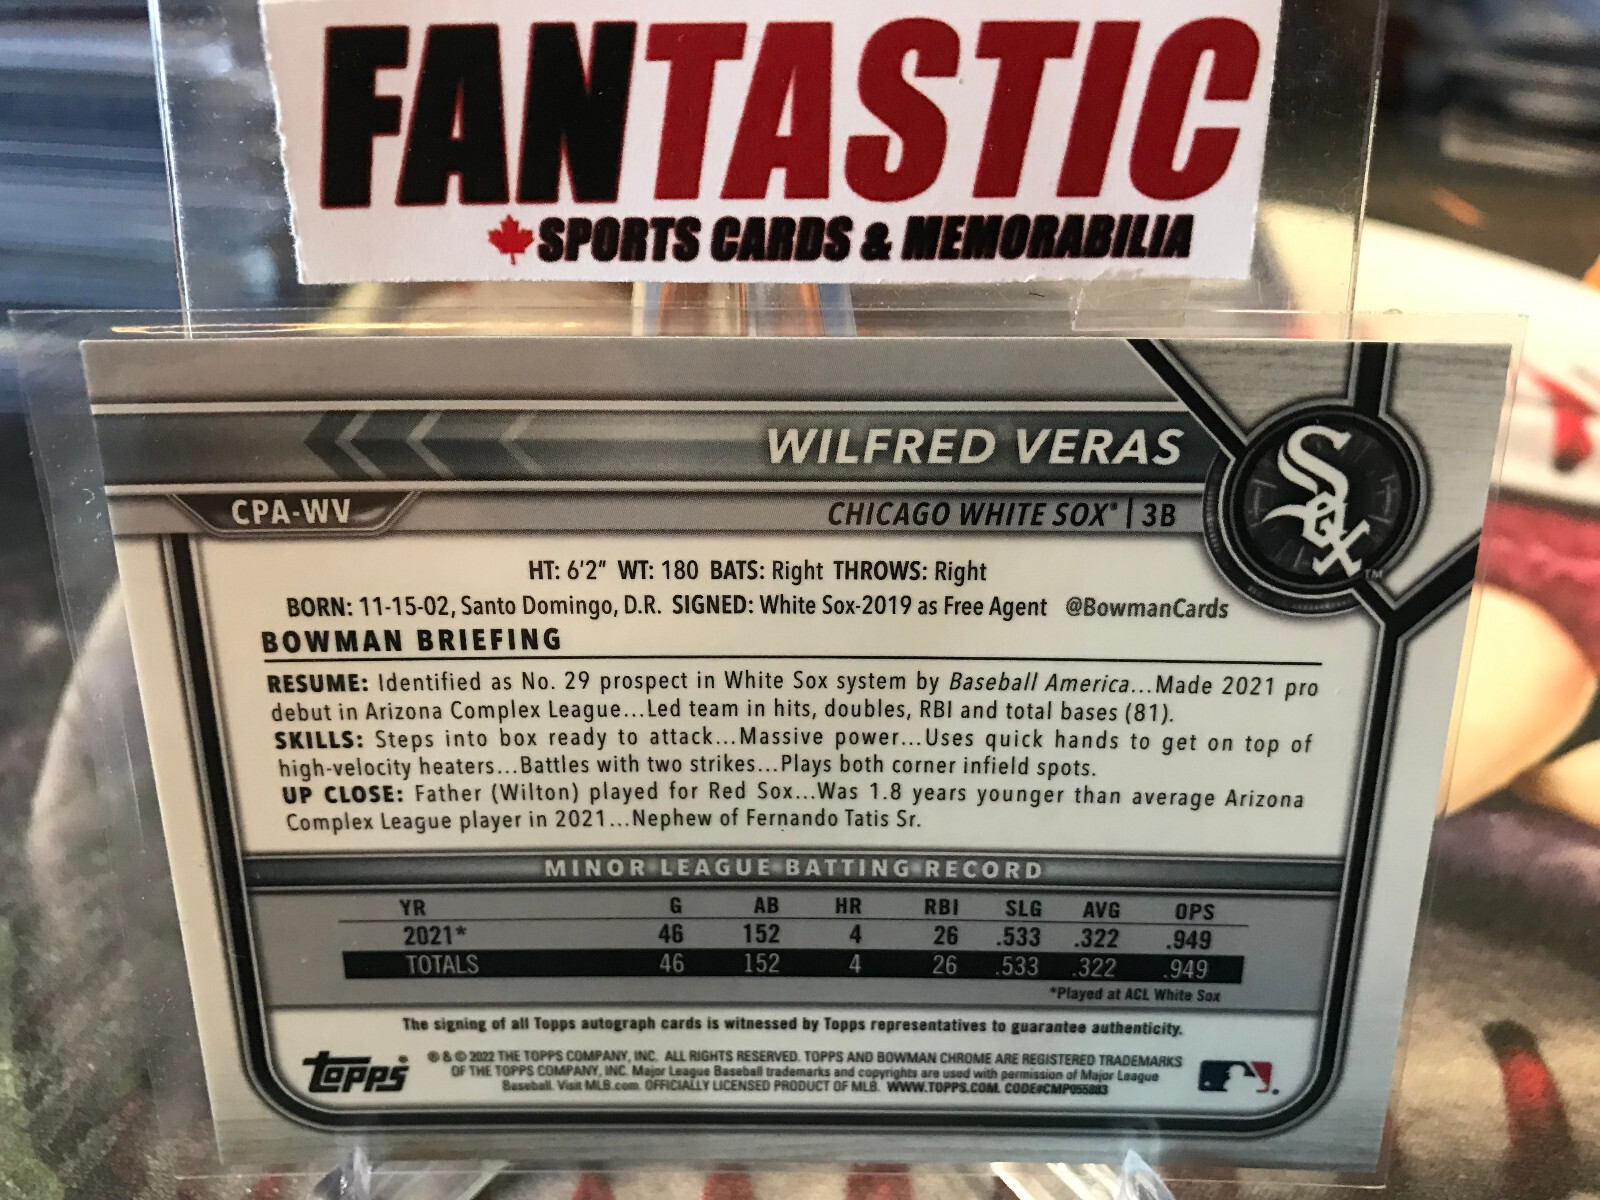 FANTASTIC
SPORTS CARDS & MEMORABILIA
WILFRED VERAS
CPA-WV
CHICAGO WHITE SOX® | 3B
Sox
TM
HT: 6'2" WT: 180 BATS: Right THROWS: Right
BORN: 11-15-02, Santo Domingo, D.R. SIGNED: White Sox-2019 as Free Agent @BowmanCards
BOWMAN BRIEFING
RESUME: Identified as No. 29 prospect in White Sox system by Baseball America...Made 2021 pro
debut in Arizona Complex League...Led team in hits, doubles, RBI and total bases (81).
SKILLS: Steps into box ready to attack...Massive power...Uses quick hands to get on top of
high-velocity heaters...Battles with two strikes...Plays both corner infield spots.
UP CLOSE: Father (Wilton) played for Red Sox...Was 1.8 years younger than average Arizona
Complex League player in 2021...Nephew of Fernando Tatis Sr.
MINOR LEAGUE BATTING RECORD
YR G AB HR RBI SLG AVG OPS
2021* 46 152 4 26 .533 .322 .949
TOTALS 46 152 4 26 .533 .322 .949
*Played at ACL White Sox
The signing of all Topps autograph cards is witnessed by Topps representatives to guarantee authenticity.
Topps®
® & © 2022 THE TOPPS COMPANY, INC. ALL RIGHTS RESERVED. TOPPS AND BOWMAN CHROME ARE REGISTERED TRADEMARKS
OF THE TOPPS COMPANY, INC. Major League Baseball trademarks and copyrights are used with permission of Major League
Baseball. Visit MLB.com. OFFICIALLY LICENSED PRODUCT OF MLB. WWW.TOPPS.COM. CODE#CMP055883